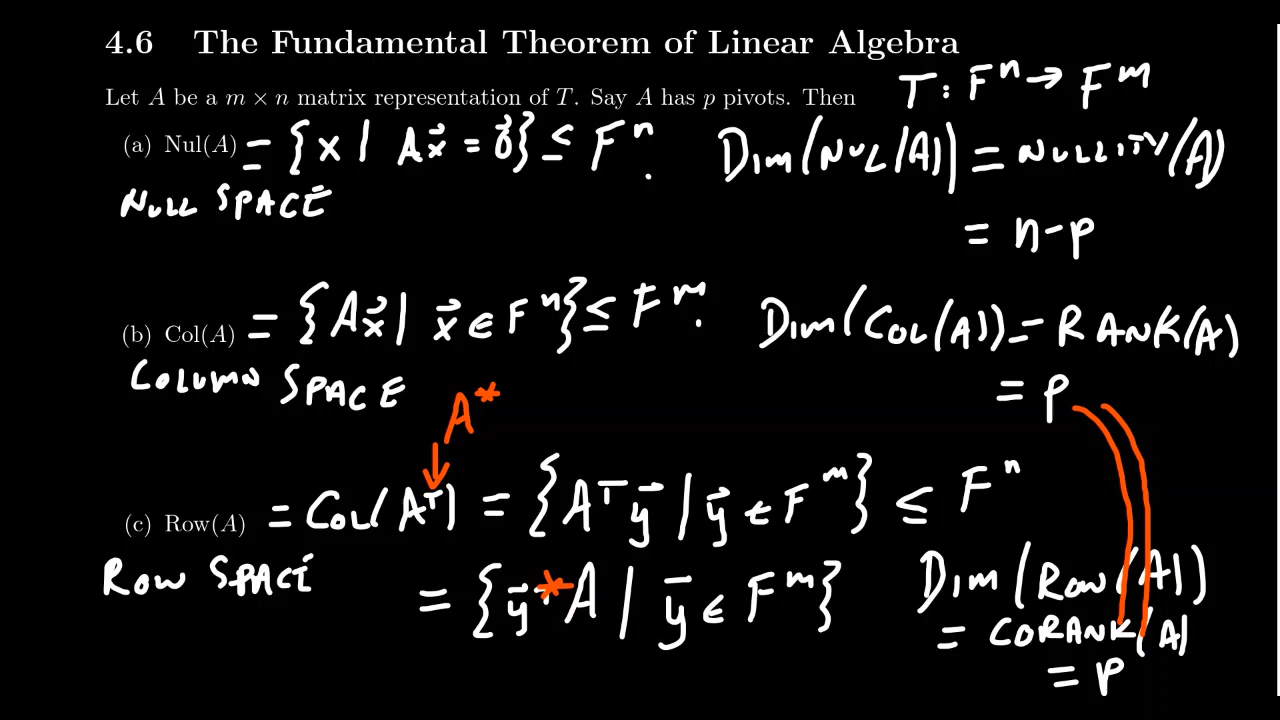 4.6 The Fundamental Theorem of Linear Algebra
Let A be a m × n matrix representation of T. Say A has p pivots. Then
T: Fⁿ → Fᵐ
(a) Nul(A) = {x | Ax⃗ = 0⃗} ≤ Fⁿ.
DIM(NUL(A)) = NULLITY(A)
NULL SPACE
= n-p
(b) Col(A) = {Ax⃗ | x⃗ ∈ Fⁿ} ≤ Fᵐ.
DIM(COL(A)) = RANK(A)
COLUMN SPACE
= p
A*
↓
(c) Row(A) = COL(Aᵀ) = {Aᵀy⃗ | y⃗ ∈ Fᵐ} ≤ Fⁿ
ROW SPACE
= {y⃗*A | y⃗ ∈ Fᵐ}
DIM(ROW(A))
= CORANK(A)
= p